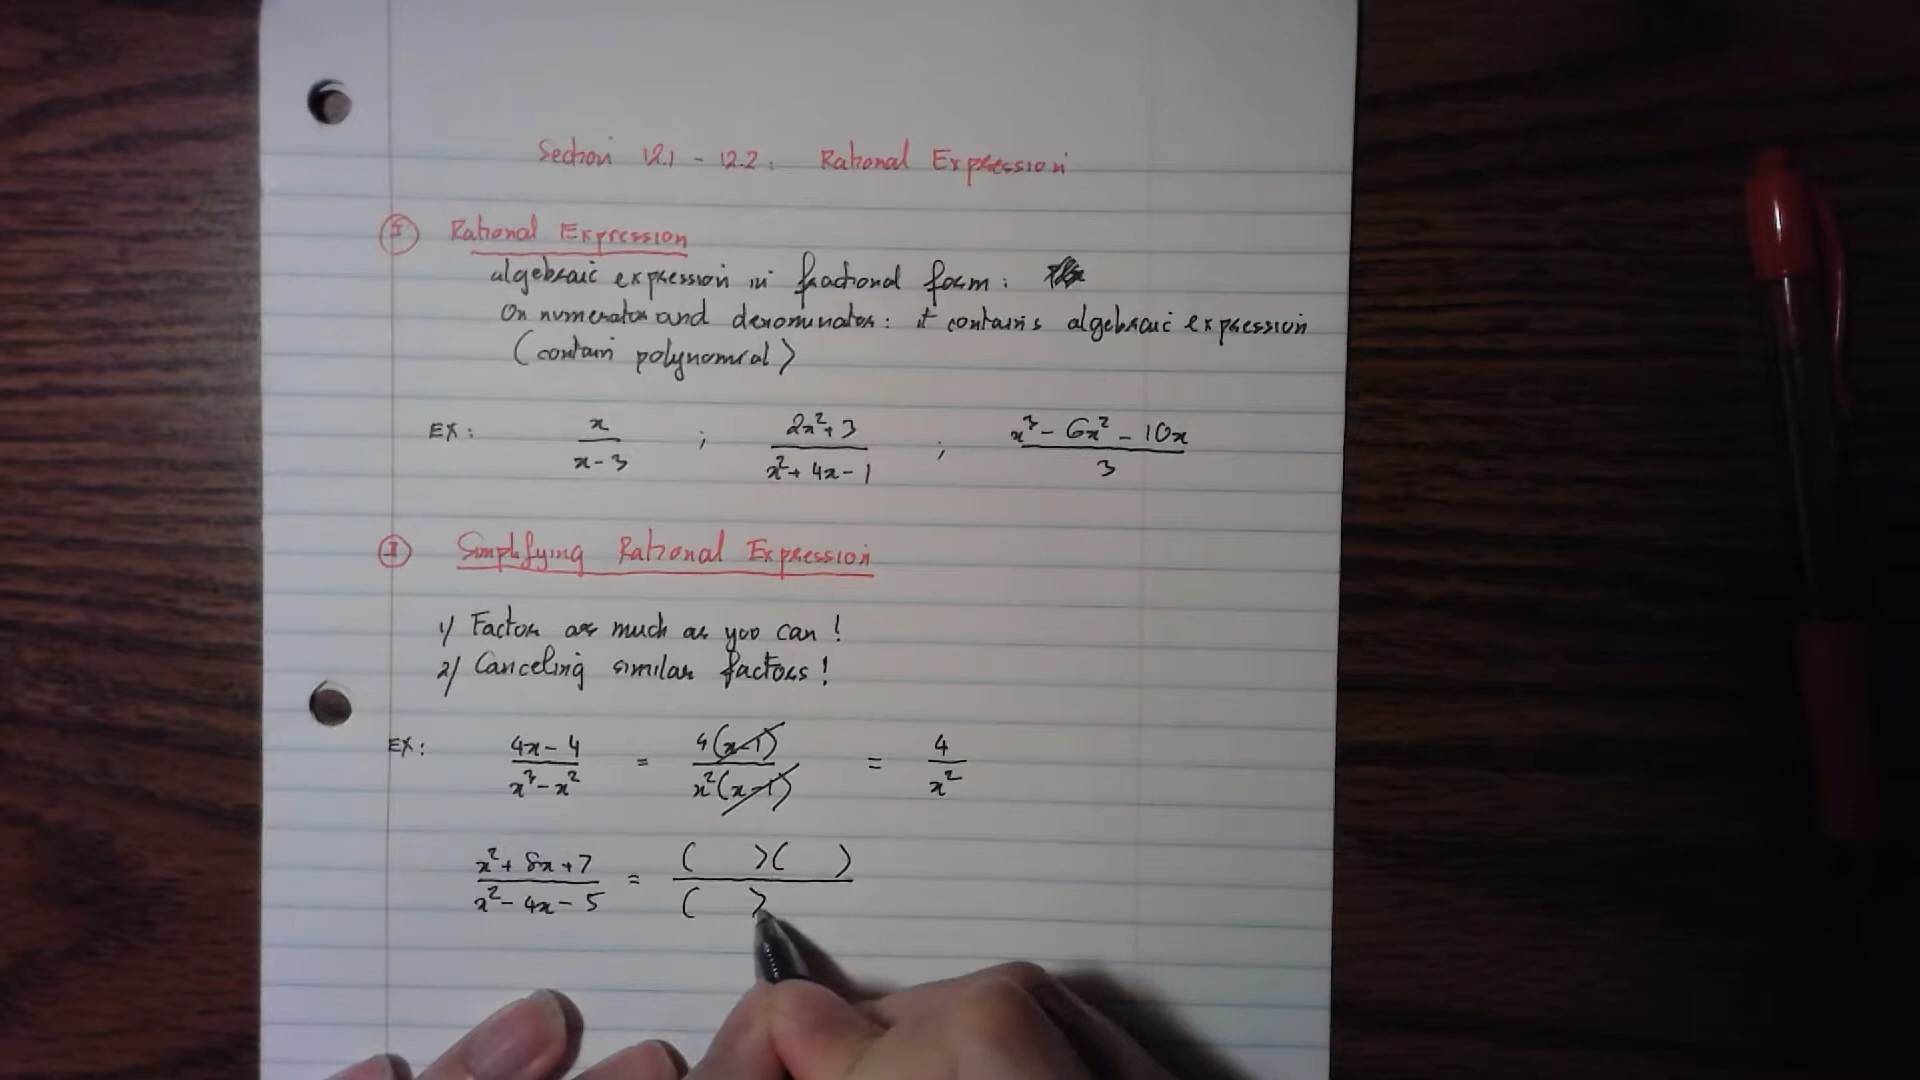 Section 12.1 - 12.2: Rational Expression
I Rational Expression
algebraic expression in fractional form:
On numerator and denominator: it contains algebraic expression
(contain polynomial)
EX: x/(x-3) ; (2x²+3)/(x²+4x-1) ; (x³-6x²-10x)/3
II Simplifying Rational Expression
1) Factor as much as you can!
2) Canceling similar factors!
EX: (4x-4)/(x³-x²) = 4(x-1)/x²(x-1) = 4/x²
(x²+8x+7)/(x²-4x-5) = ( )( )/( )